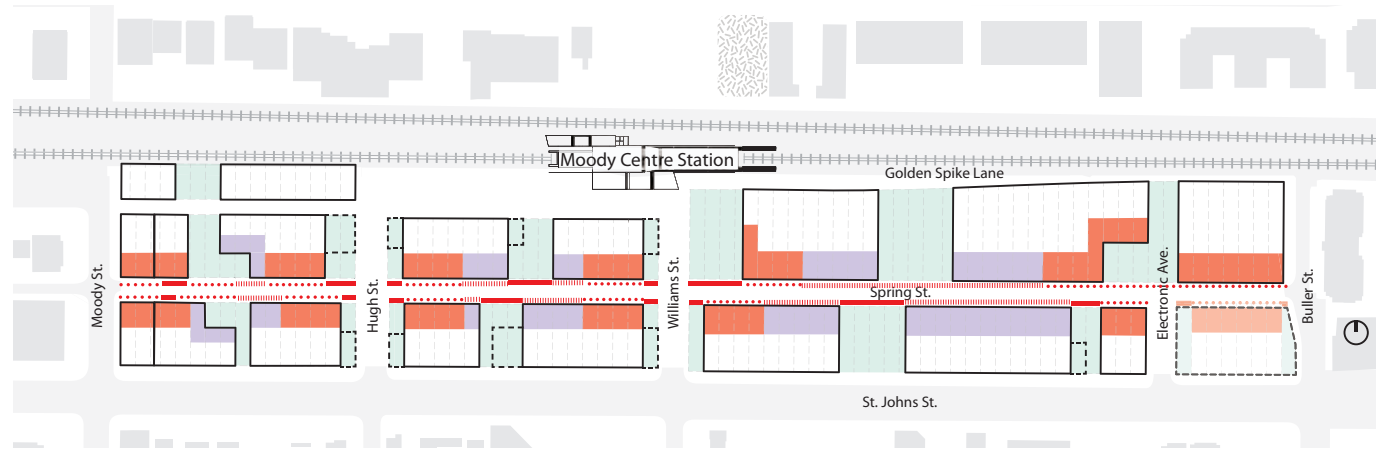 Moody Centre Station
Golden Spike Lane
Moody St.
Hugh St.
Williams St.
Spring St.
Electronic Ave.
Buller St.
St. Johns St.